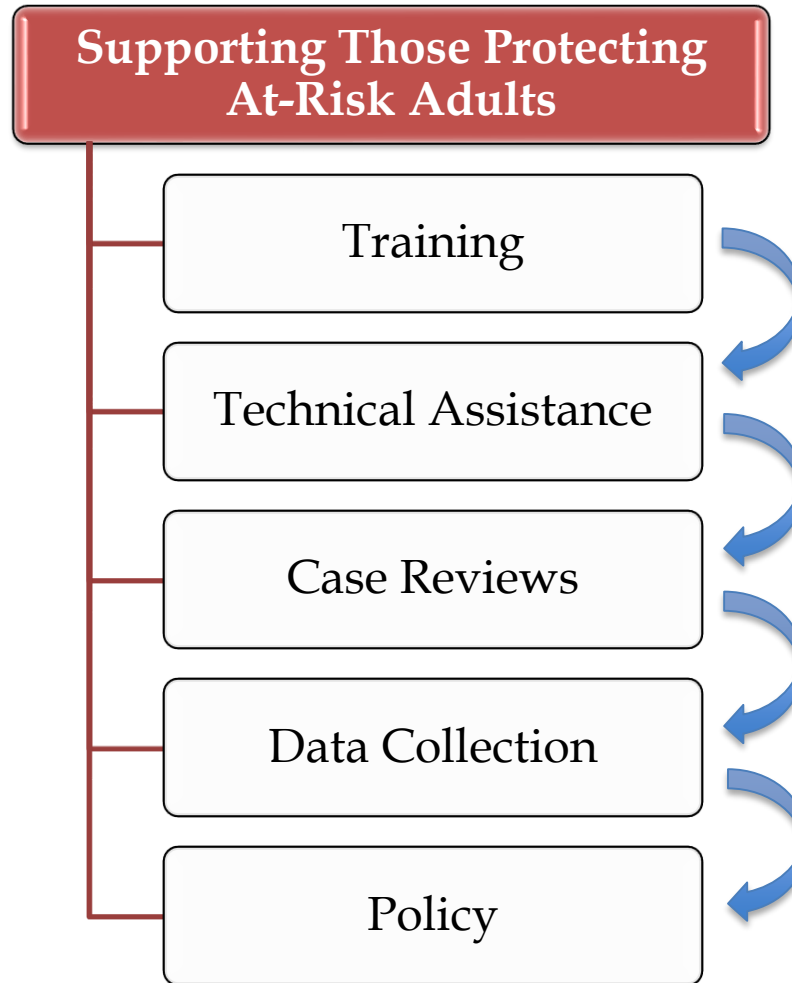 Supporting Those Protecting
At-Risk Adults
Training
Technical Assistance
Case Reviews
Data Collection
Policy